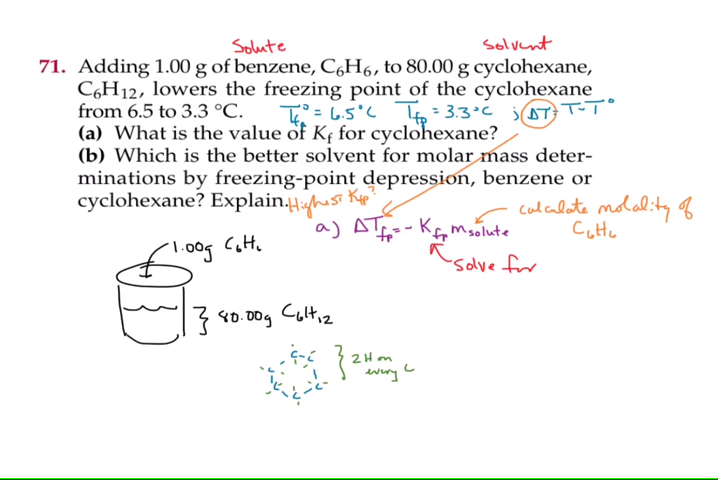 Solute Solvent
71. Adding 1.00 g of benzene, C₆H₆, to 80.00 g cyclohexane,
C₆H₁₂, lowers the freezing point of the cyclohexane
from 6.5 to 3.3 °C. T°fp = 6.5°C Tfp = 3.3°C ; ΔT= T-T°
(a) What is the value of Kf for cyclohexane?
(b) Which is the better solvent for molar mass deter-
minations by freezing-point depression, benzene or
cyclohexane? Explain. Highest Kfp?
a) ΔTfp = - Kfp msolute calculate molality of
C₆H₆
solve for
1.00g C₆H₆
80.00g C₆H₁₂
C-C
C C
C C
2H on
every C